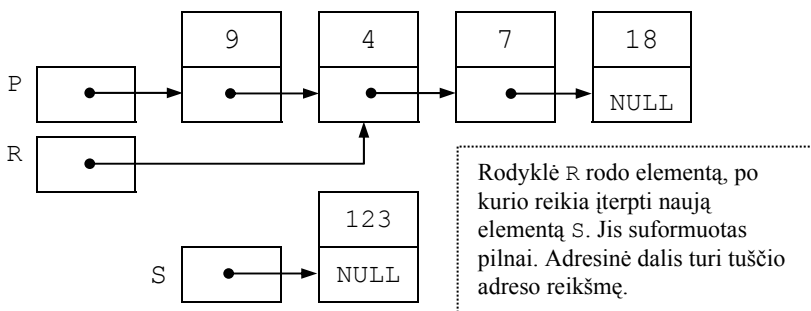 9 4 7 18
P
NULL
R
Rodyklė R rodo elementą, po
kurio reikia įterpti naują
elementą S. Jis suformuotas
pilnai. Adresinė dalis turi tuščio
adreso reikšmę.
123
S NULL